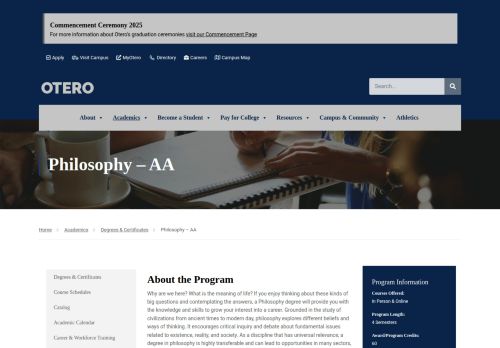 Commencement Ceremony 2025
For more information about Otero's graduation ceremonies visit our Commencement Page
Apply Visit Campus MyOtero Directory Careers Campus Map
OTERO
Search...
About Academics Become a Student Pay for College Resources Campus & Community Athletics
Philosophy – AA
Home Academics Degrees & Certificates Philosophy – AA
Degrees & Certificates
Course Schedules
Catalog
Academic Calendar
Career & Workforce Training
About the Program
Why are we here? What is the meaning of life? If you enjoy thinking about these kinds of
big questions and contemplating the answers, a Philosophy degree will provide you with
the knowledge and skills to grow your interest into a career. Grounded in the study of
civilizations from ancient times to modern day, philosophy explores different beliefs and
ways of thinking. It encourages critical inquiry and debate about fundamental issues
related to existence, reality, and society. As a discipline that has universal relevance, a
degree in philosophy is highly transferable and can lead to opportunities in many sectors,
Program Information
Course Offered:
In Person & Online
Program Length:
4 Semesters
Award/Program Credits:
60